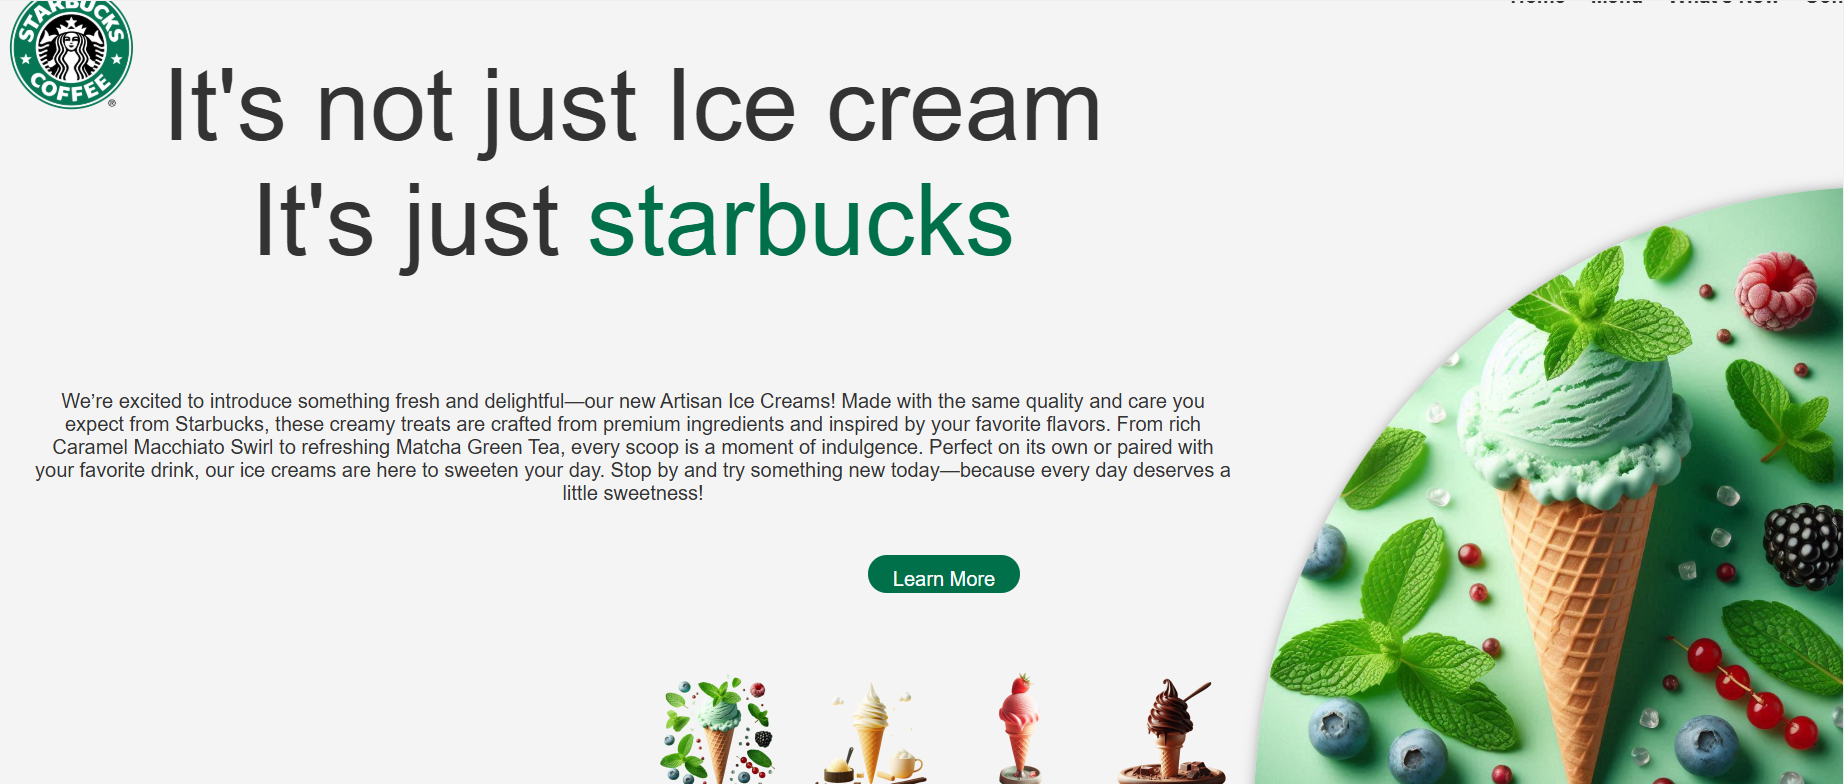 STARBUCKS
COFFEE
®
Home Menu What's New
It's not just Ice cream
It's just starbucks
We’re excited to introduce something fresh and delightful—our new Artisan Ice Creams! Made with the same quality and care you
expect from Starbucks, these creamy treats are crafted from premium ingredients and inspired by your favorite flavors. From rich
Caramel Macchiato Swirl to refreshing Matcha Green Tea, every scoop is a moment of indulgence. Perfect on its own or paired with
your favorite drink, our ice creams are here to sweeten your day. Stop by and try something new today—because every day deserves a
little sweetness!
Learn More